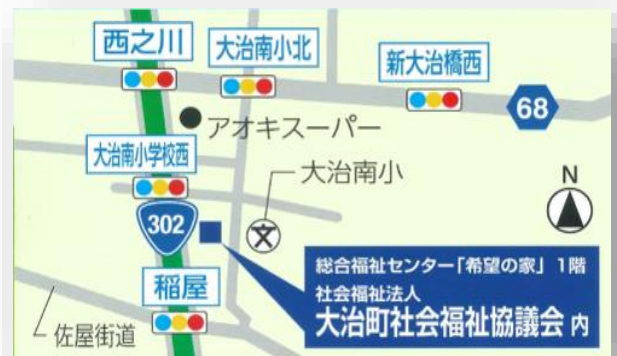 西之川
大治南小北
新大治橋西
68
アオキスーパー
大治南小学校西
大治南小
N
302
文
総合福祉センター「希望の家」1階
稲屋
社会福祉法人
大治町社会福祉協議会 内
佐屋街道